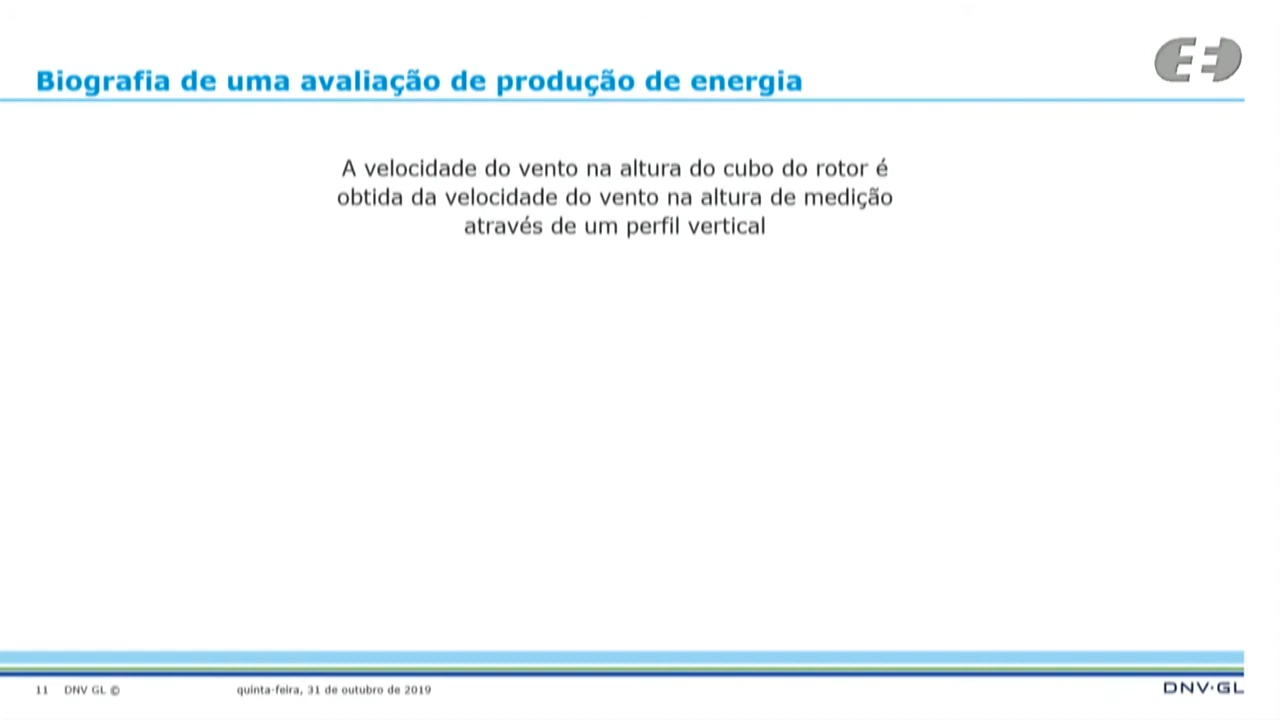 Biografia de uma avaliação de produção de energia
A velocidade do vento na altura do cubo do rotor é
obtida da velocidade do vento na altura de medição
através de um perfil vertical
11 DNV GL © quinta-feira, 31 de outubro de 2019
DNV·GL